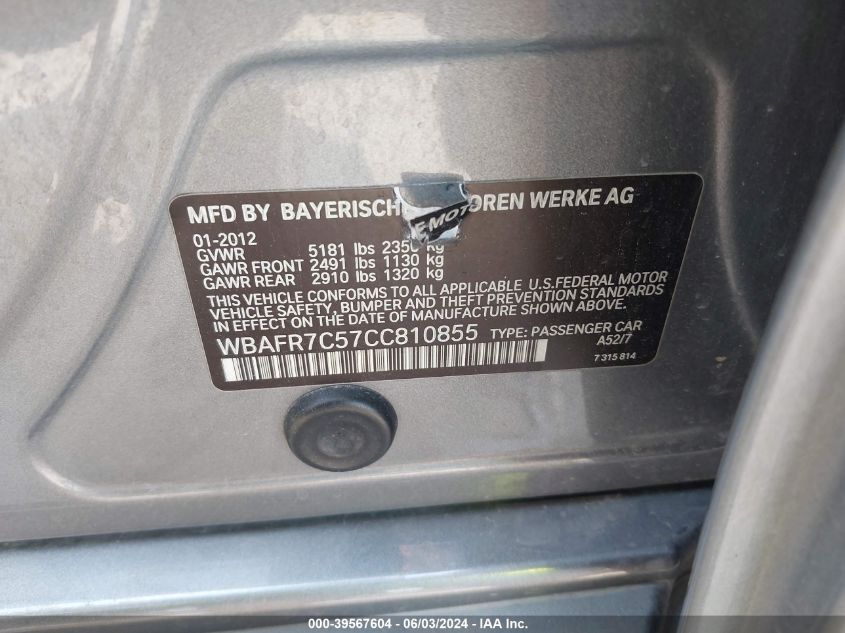 MFD BY BAYERISCHE MOTOREN WERKE AG
01-2012
GVWR 5181 lbs 2350 kg
GAWR FRONT 2491 lbs 1130 kg
GAWR REAR 2910 lbs 1320 kg
THIS VEHICLE CONFORMS TO ALL APPLICABLE U.S.FEDERAL MOTOR
VEHICLE SAFETY, BUMPER AND THEFT PREVENTION STANDARDS
IN EFFECT ON THE DATE OF MANUFACTURE SHOWN ABOVE.
WBAFR7C57CC810855 TYPE: PASSENGER CAR
A52/7
7 315 814
000-39567604 - 06/03/2024 - IAA Inc.